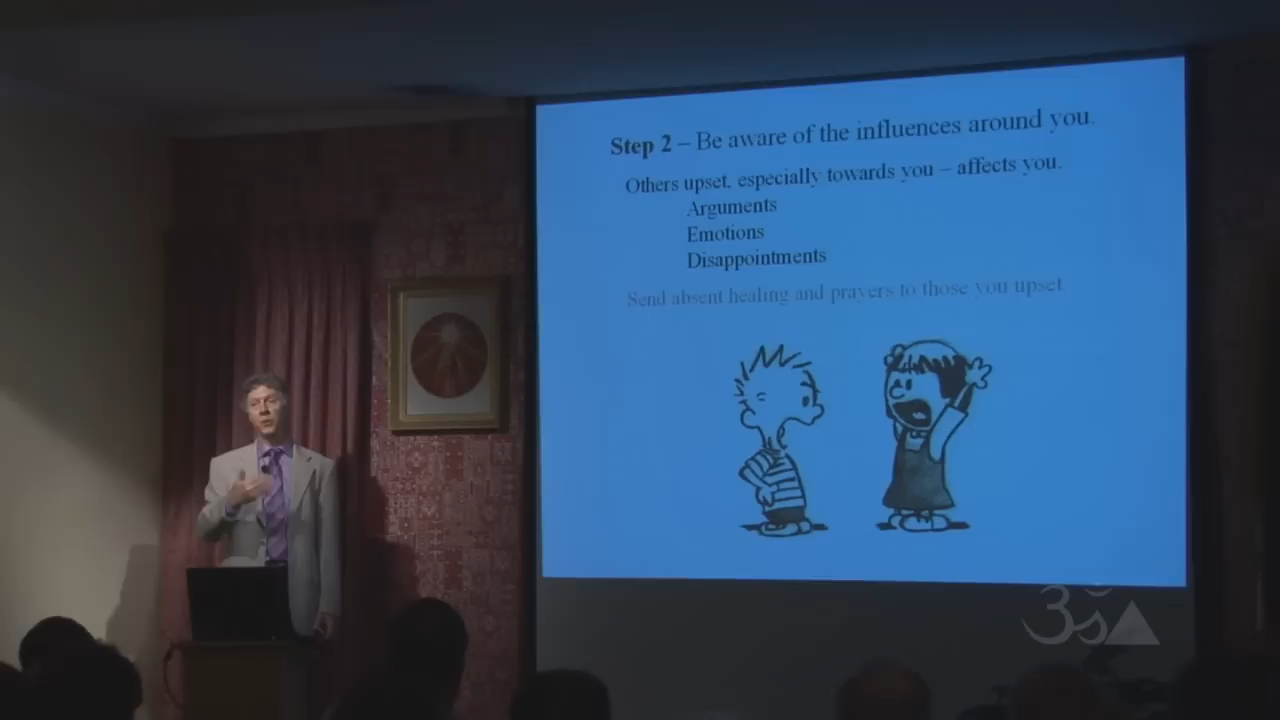 Step 2 – Be aware of the influences around you.
Others upset, especially towards you – affects you.
Arguments
Emotions
Disappointments
Send absent healing and prayers to those you upset
ॐ